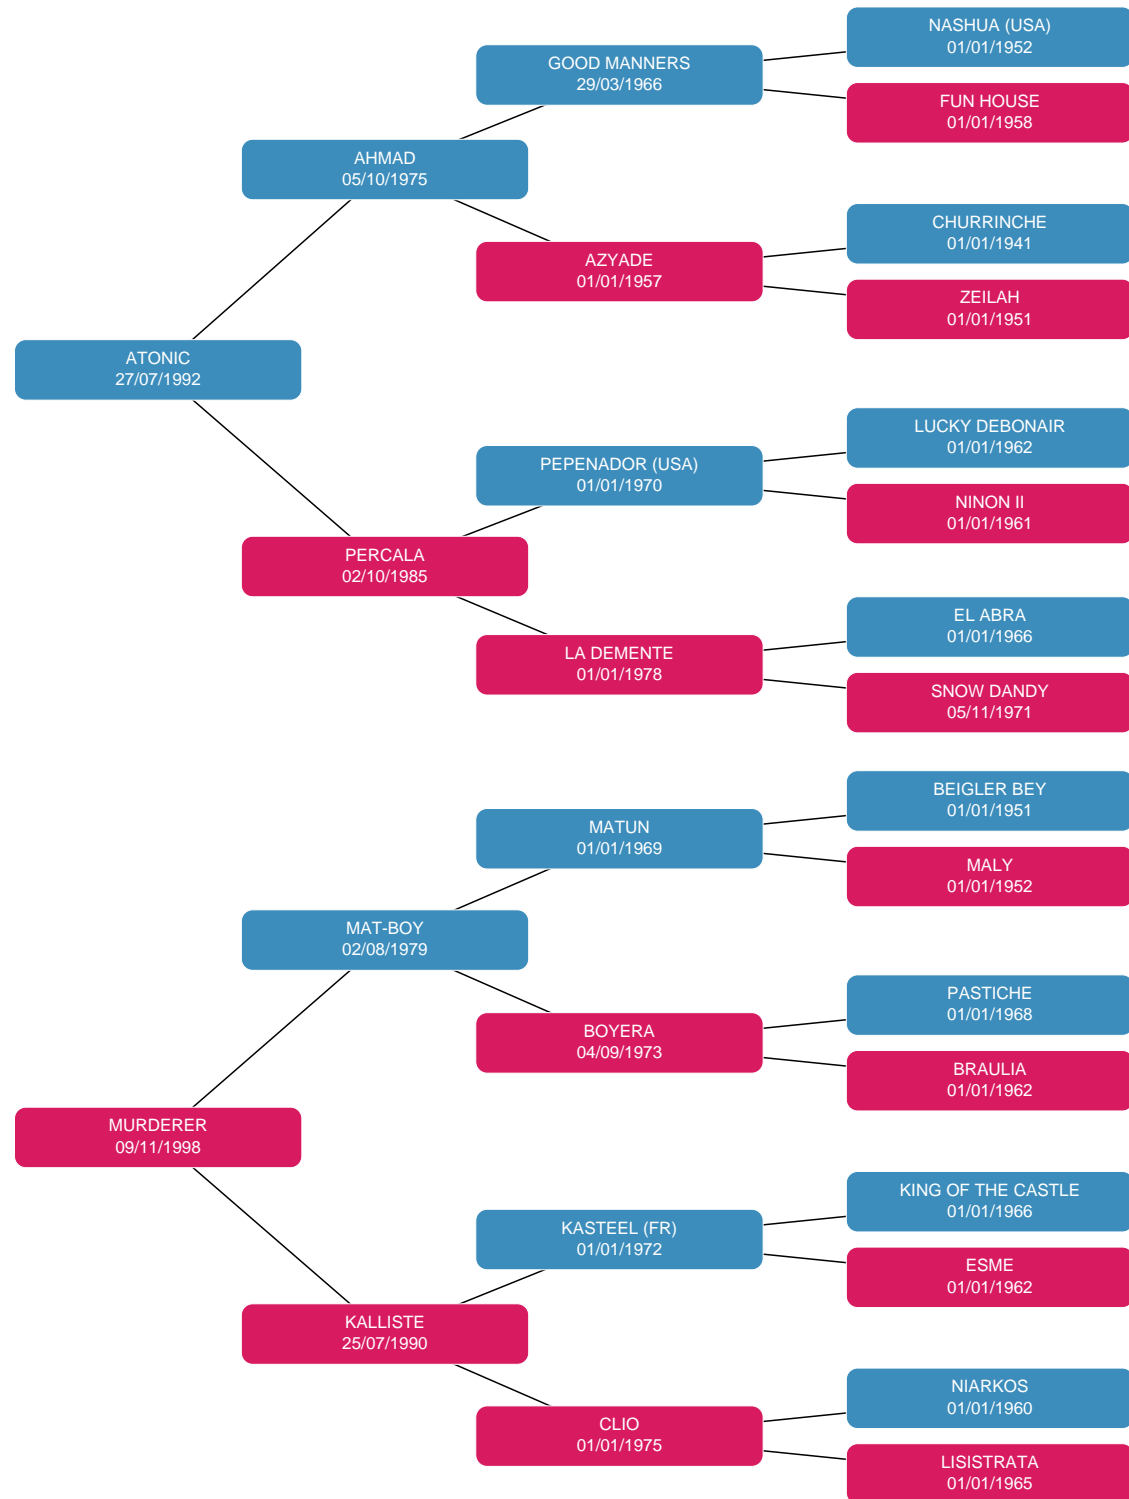 NASHUA (USA)
01/01/1952
GOOD MANNERS
29/03/1966
FUN HOUSE
01/01/1958
AHMAD
05/10/1975
CHURRINCHE
01/01/1941
AZYADE
01/01/1957
ZEILAH
01/01/1951
ATONIC
27/07/1992
LUCKY DEBONAIR
01/01/1962
PEPENADOR (USA)
01/01/1970
NINON II
01/01/1961
PERCALA
02/10/1985
EL ABRA
01/01/1966
LA DEMENTE
01/01/1978
SNOW DANDY
05/11/1971
BEIGLER BEY
01/01/1951
MATUN
01/01/1969
MALY
01/01/1952
MAT-BOY
02/08/1979
PASTICHE
01/01/1968
BOYERA
04/09/1973
BRAULIA
01/01/1962
MURDERER
09/11/1998
KING OF THE CASTLE
01/01/1966
KASTEEL (FR)
01/01/1972
ESME
01/01/1962
KALLISTE
25/07/1990
NIARKOS
01/01/1960
CLIO
01/01/1975
LISISTRATA
01/01/1965